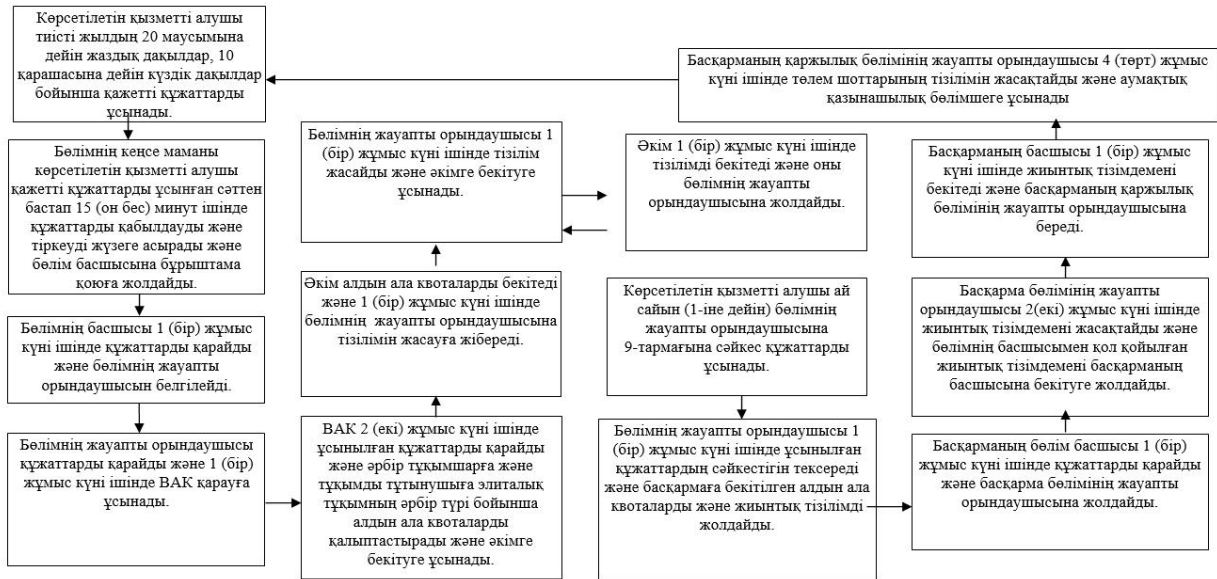 Көрсетілетін қызметті алушы
тиісті жылдың 20 маусымына
дейін жаздық дақылдар, 10
қарашасына дейін күздік дақылдар
бойынша қажетті құжаттарды
ұсынады.
Бөлімнің кеңсе маманы
көрсетілетін қызметті алушы
қажетті құжаттарды ұсынған сәттен
бастап 15 (он бес) минут ішінде
құжаттарды қабылдауды және
тіркеуді жүзеге асырады және
бөлім басшысына бұрыштама
қоюға жолдайды.
Бөлімнің басшысы 1 (бір) жұмыс
күні ішінде құжаттарды қарайды
және бөлімнің жауапты
орындаушысын белгілейді.
Бөлімнің жауапты орындаушысы
құжаттарды қарайды және 1 (бір)
жұмыс күні ішінде ВАК қарауға
ұсынады.
ВАК 2 (екі) жұмыс күні ішінде
ұсынылған құжаттарды қарайды
және әрбір тұқымшарға және
тұқымды тұтынушыға элиталық
тұқымның әрбір түрі бойынша
алдын ала квоталарды
қалыптастырады және әкімге
бекітуге ұсынады.
Әкім алдын ала квоталарды бекітеді
және 1 (бір) жұмыс күні ішінде
бөлімнің жауапты орындаушысына
тізілімін жасауға жібереді.
Бөлімнің жауапты орындаушысы 1
(бір) жұмыс күні ішінде тізілім
жасайды және әкімге бекітуге
ұсынады.
Әкім 1 (бір) жұмыс күні ішінде
тізілімді бекітеді және оны
бөлімнің жауапты
орындаушысына жолдайды.
Көрсетілетін қызметті алушы ай
сайын (1-іне дейін) бөлімнің
жауапты орындаушысына
9-тармағына сәйкес құжаттарды
ұсынады.
Бөлімнің жауапты орындаушысы 1
(бір) жұмыс күні ішінде ұсынылған
құжаттардың сәйкестігін тексереді
және басқармаға бекітілген алдын ала
квоталарды және жиынтық тізілімді
жолдайды.
Басқарманың бөлім басшысы 1 (бір)
жұмыс күні ішінде құжаттарды қарайды
және басқарма бөлімінің жауапты
орындаушысына жолдайды.
Басқарма бөлімінің жауапты
орындаушысы 2(екі) жұмыс күні ішінде
жиынтық тізімдемені жасақтайды және
бөлімнің басшысымен қол қойылған
жиынтық тізімдемені басқарманың
басшысына бекітуге жолдайды.
Басқарманың басшысы 1 (бір) жұмыс
күні ішінде жиынтық тізімдемені
бекітеді және басқарманың қаржылық
бөлімінің жауапты орындаушысына
береді.
Басқарманың қаржылық бөлімінің жауапты орындаушысы 4 (төрт) жұмыс
күні ішінде төлем шоттарының тізілімін жасақтайды және аумақтық
қазынашылық бөлімшеге ұсынады